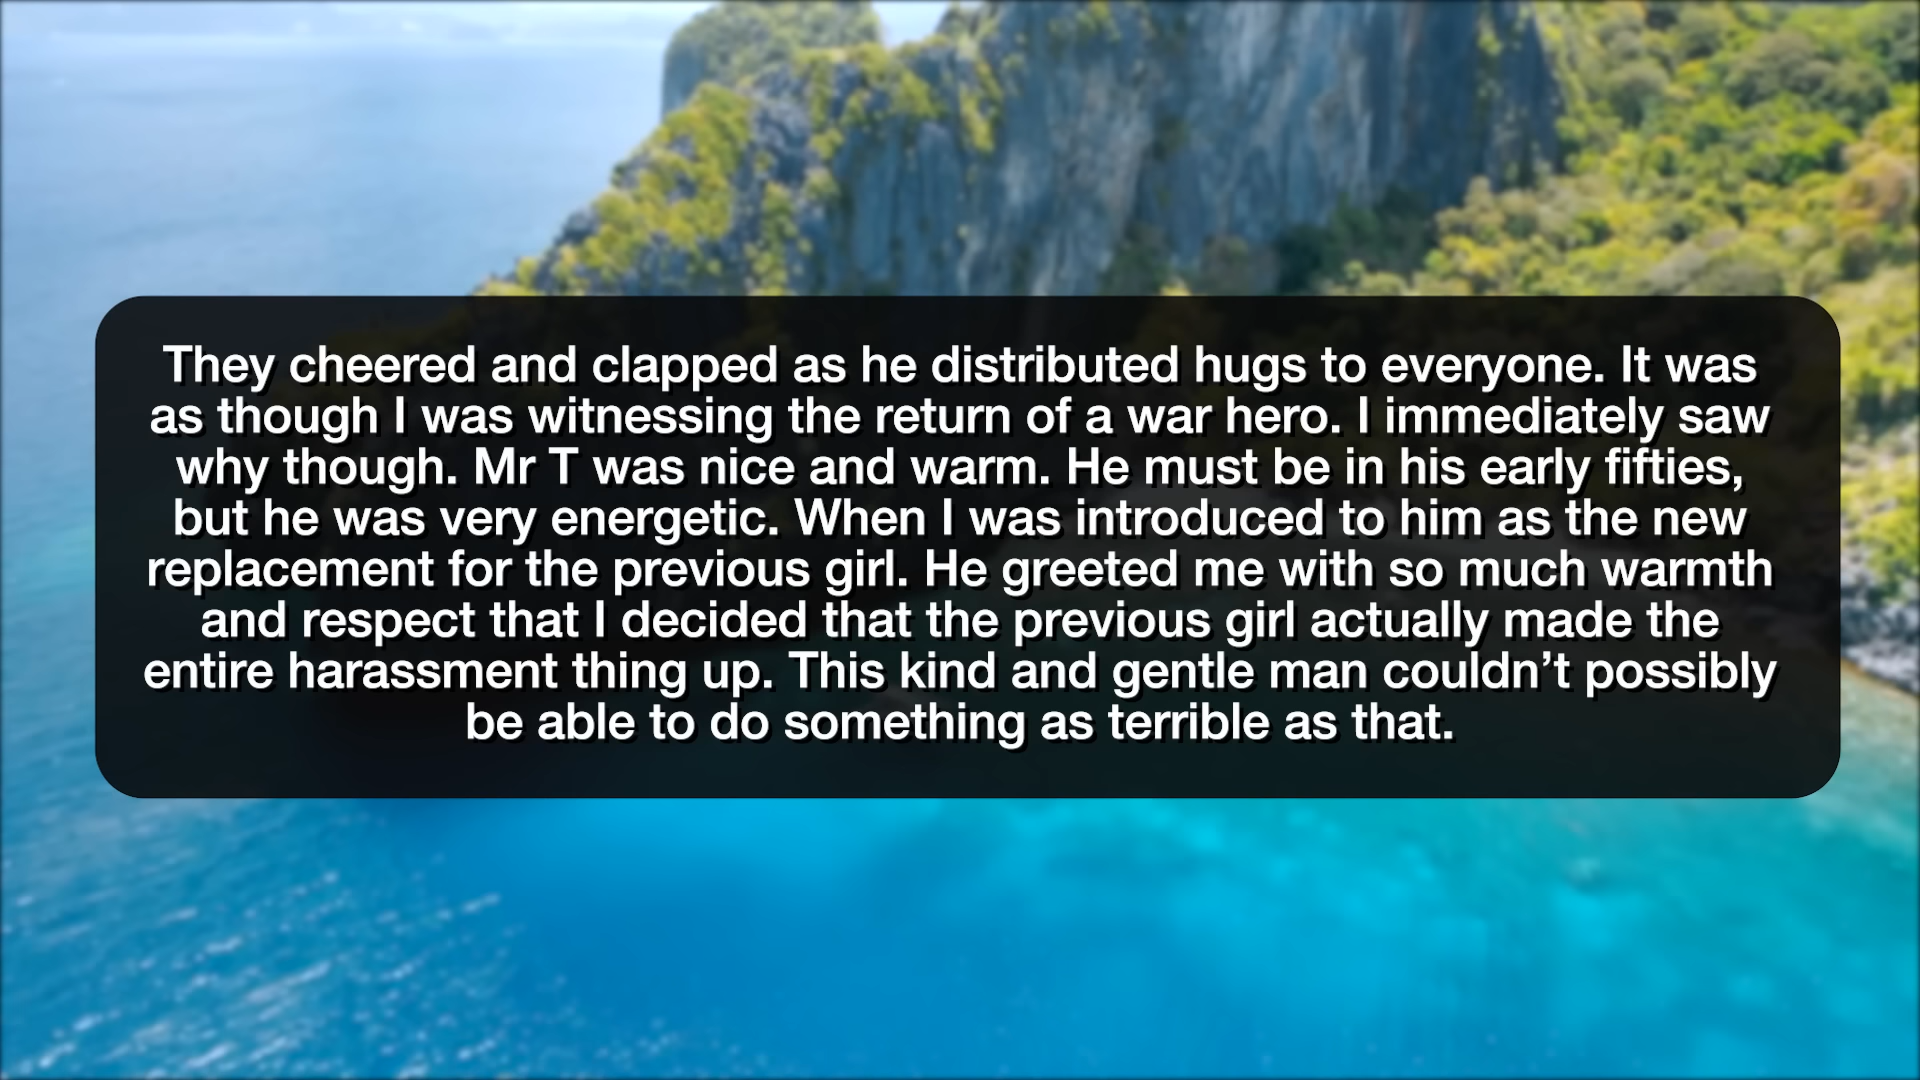 They cheered and clapped as he distributed hugs to everyone. It was
as though I was witnessing the return of a war hero. I immediately saw
why though. Mr T was nice and warm. He must be in his early fifties,
but he was very energetic. When I was introduced to him as the new
replacement for the previous girl. He greeted me with so much warmth
and respect that I decided that the previous girl actually made the
entire harassment thing up. This kind and gentle man couldn’t possibly
be able to do something as terrible as that.